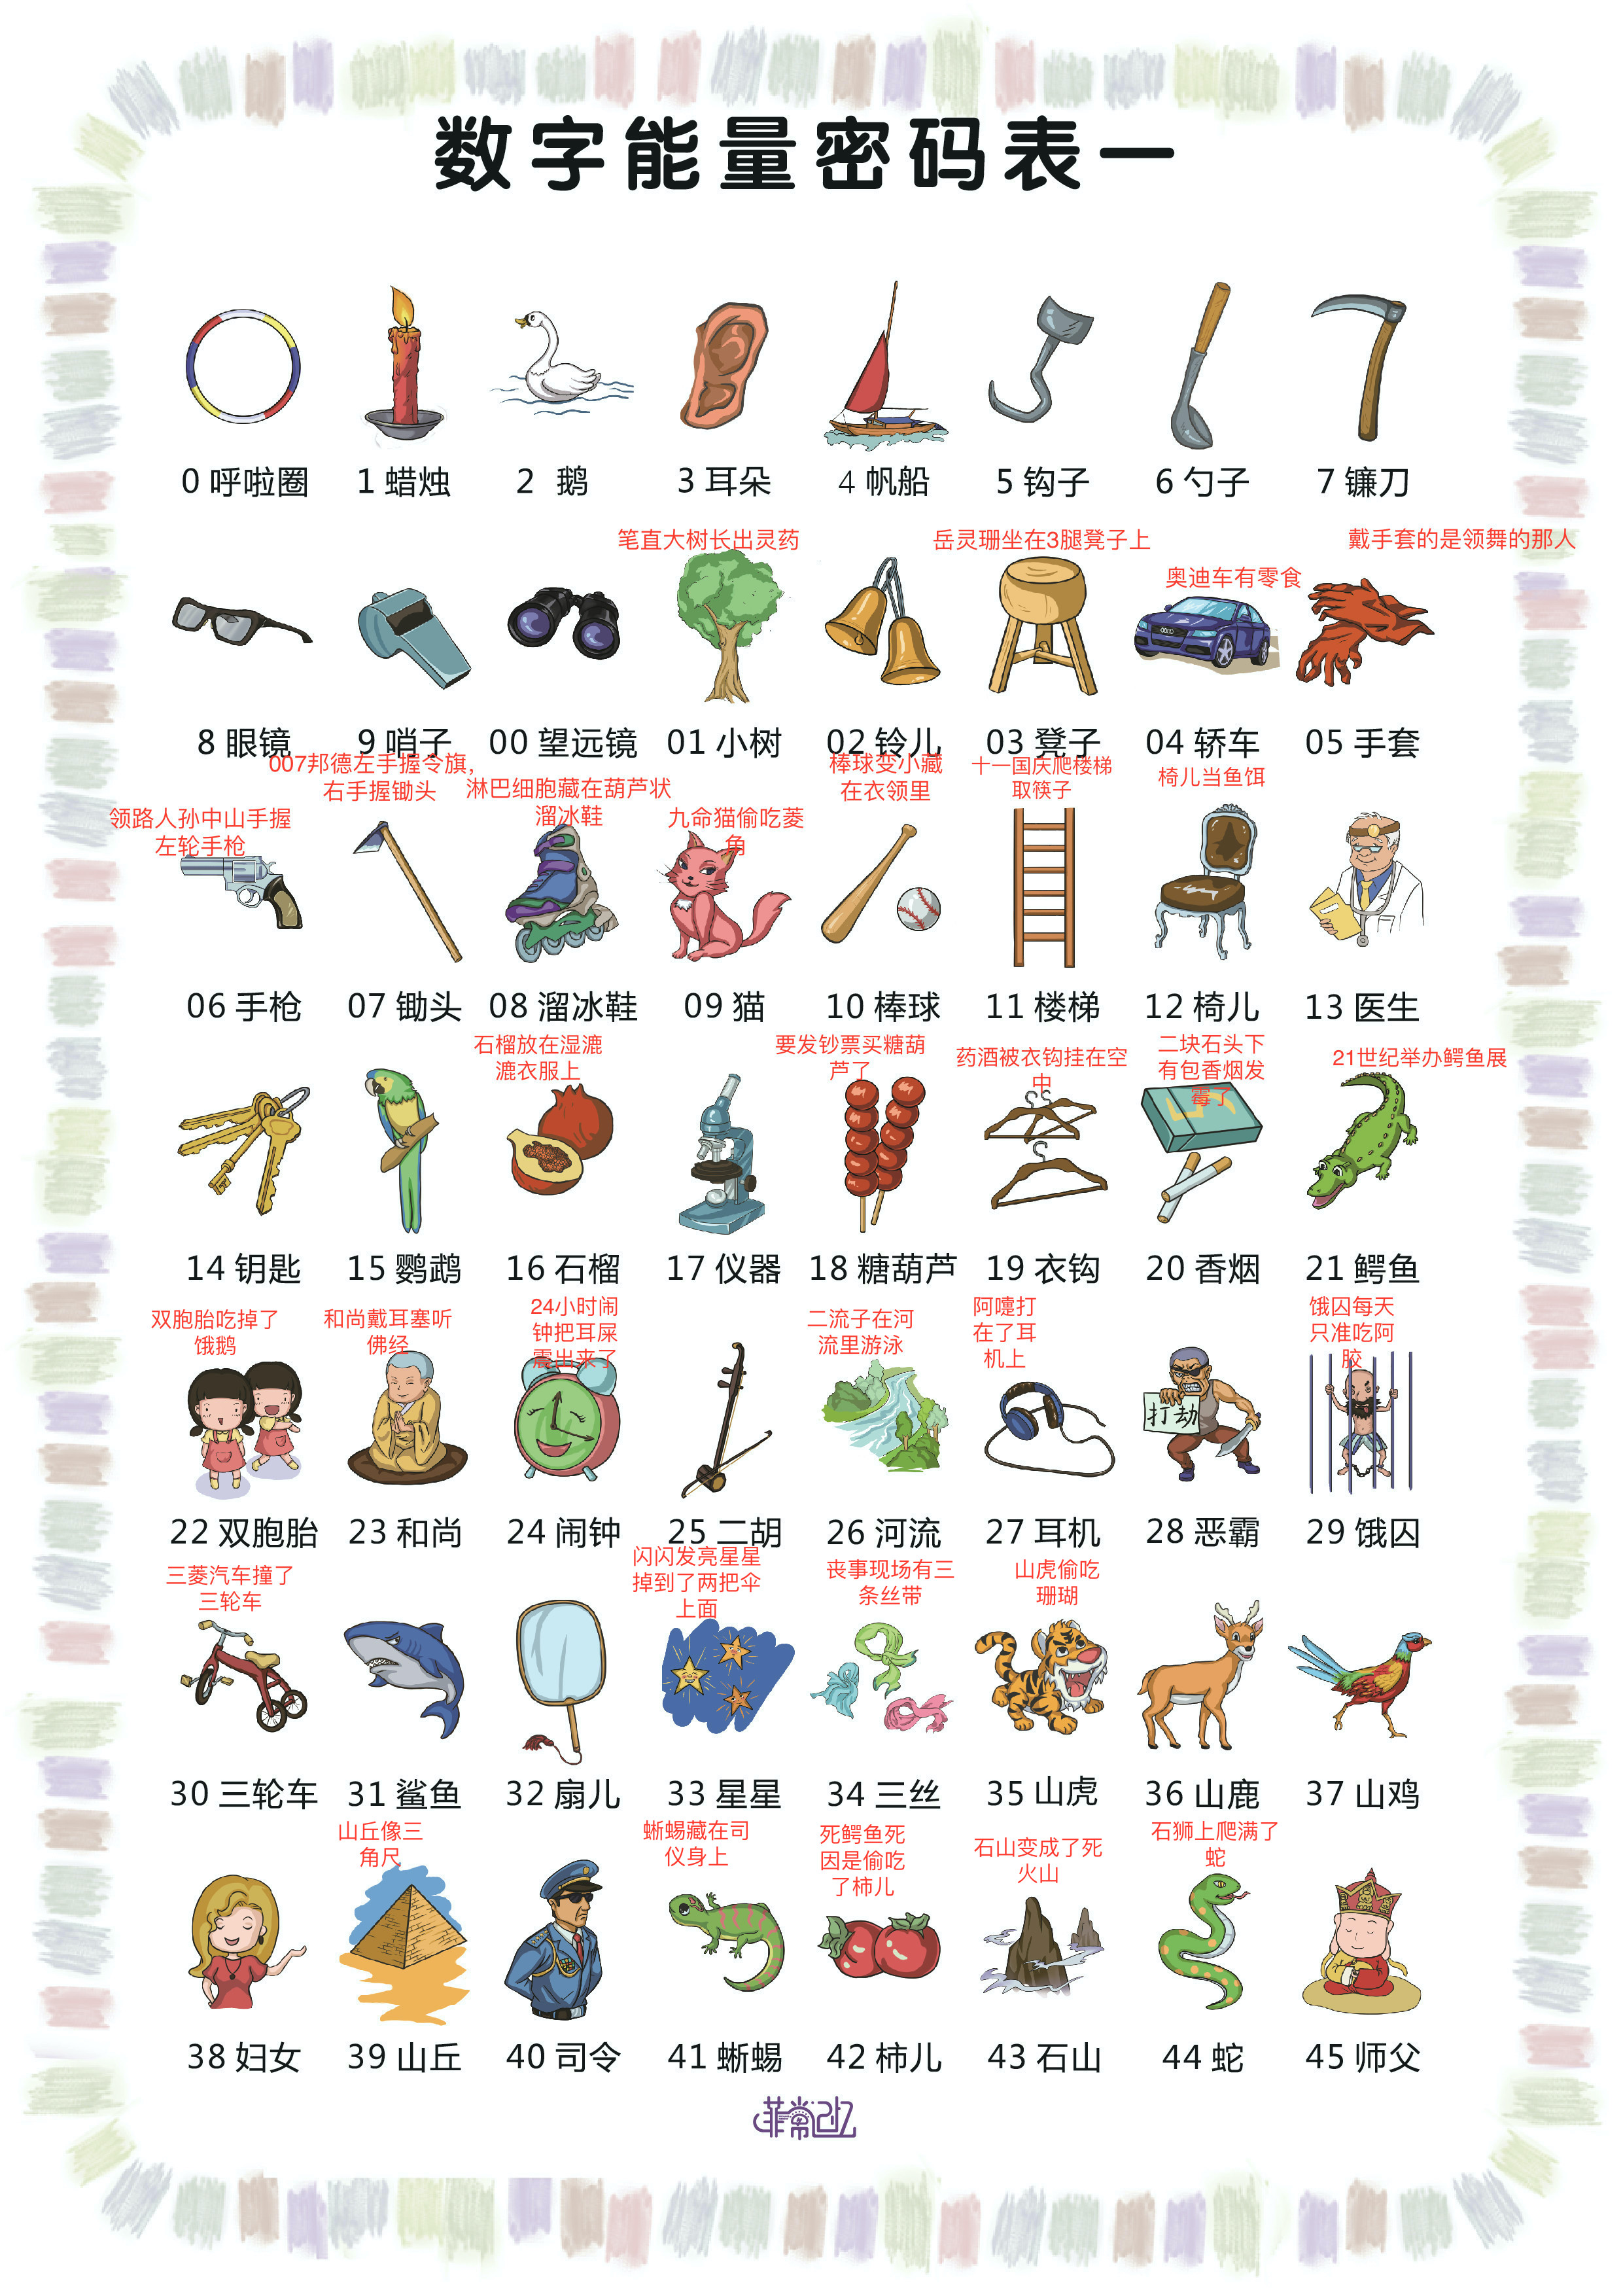 数字能量密码表一
0 呼啦圈
1 蜡烛
2 鹅
3 耳朵
4 帆船
5 钩子
6 勺子
7 镰刀
笔直大树长出灵药
岳灵珊坐在3腿凳子上
奥迪车有零食
戴手套的是领舞的那人
8 眼镜
9 哨子
00 望远镜
01 小树
02 铃儿
03 凳子
04 轿车
05 手套
领路人孙中山手握
左轮手枪
007邦德左手握令旗,
右手握锄头
淋巴细胞藏在葫芦状
溜冰鞋
九命猫偷吃菱
角
棒球变小藏
在衣领里
十一国庆爬楼梯
取筷子
椅儿当鱼饵
06 手枪
07 锄头
08 溜冰鞋
09 猫
10 棒球
11 楼梯
12 椅儿
13 医生
石榴放在湿漉
漉衣服上
要发钞票买糖葫
芦了
药酒被衣钩挂在空
中
二块石头下
有包香烟发
霉了
21世纪举办鳄鱼展
14 钥匙
15 鹦鹉
16 石榴
17 仪器
18 糖葫芦
19 衣钩
20 香烟
21 鳄鱼
双胞胎吃掉了
饿鹅
和尚戴耳塞听
佛经
24小时闹
钟把耳屎
震出来了
二流子在河
流里游泳
阿嚏打
在了耳
机上
饿囚每天
只准吃阿
胶
打劫
22 双胞胎
23 和尚
24 闹钟
25 二胡
26 河流
27 耳机
28 恶霸
29 饿囚
三菱汽车撞了
三轮车
闪闪发亮星星
掉到了两把伞
上面
丧事现场有三
条丝带
山虎偷吃
珊瑚
30 三轮车
31 鲨鱼
32 扇儿
33 星星
34 三丝
35 山虎
36 山鹿
37 山鸡
山丘像三
角尺
蜥蜴藏在司
仪身上
死鳄鱼死
因是偷吃
了柿儿
石山变成了死
火山
石狮上爬满了
蛇
38 妇女
39 山丘
40 司令
41 蜥蜴
42 柿儿
43 石山
44 蛇
45 师父
非常记忆